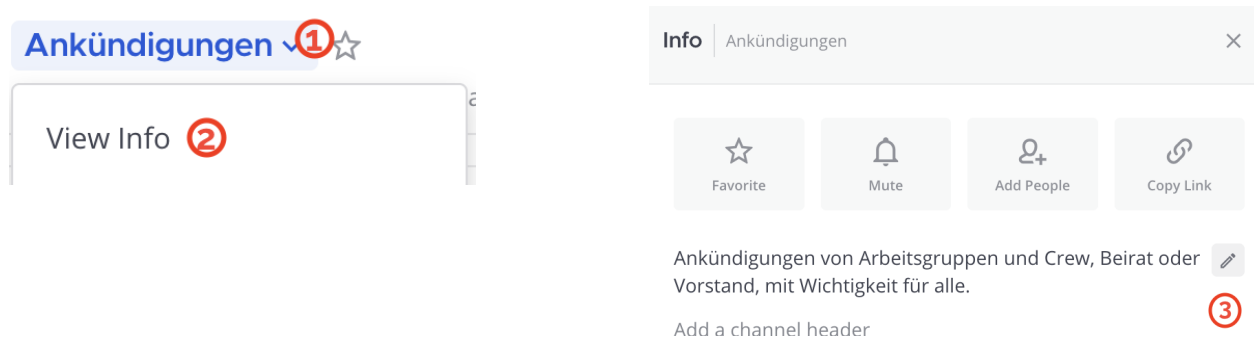 Ankündigungen 1
View Info 2
Info Ankündigungen
Favorite Mute Add People Copy Link
Ankündigungen von Arbeitsgruppen und Crew, Beirat oder
Vorstand, mit Wichtigkeit für alle.
3
Add a channel header